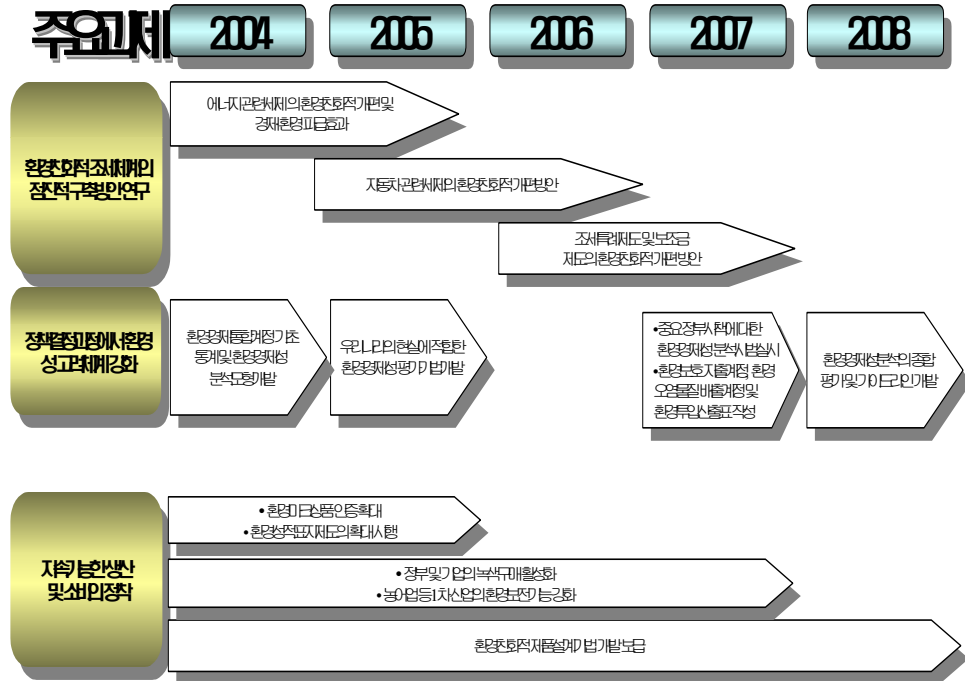 주요과제 2004 2005 2006 2007 2008
환경친화적 조세체계의
점진적 구축방안 연구
에너지 관련 세제의 환경친화적 개편 및
경제·환경 파급효과
자동차 관련 세제의 환경친화적 개편 방안
조세특례제도 및 보조금
제도의 환경친화적 개편 방안
정책결정과정에서 환경
성 고려체계 강화
환경경제통합계정 기초
통계 및 환경경제성
분석모형개발
우리나라의 현실에 적합한
환경경제성 평가기법 개발
•중요정부시책에 대한
환경경제성 분석 시범실시
•환경보호지출계정, 환경
오염물질배출계정 및
환경투입산출표 작성
환경경제성분석의 종합
평가 및 가이드라인 개발
지속가능한 생산
및 소비의 정착
• 환경마크 상품 인증 확대
• 환경성적표지제도의 확대 시행
• 정부 및 기업의 녹색구매 활성화
• 농어업 등 1차 산업의 환경보전기능 강화
환경친화적 제품설계기법 개발 보급